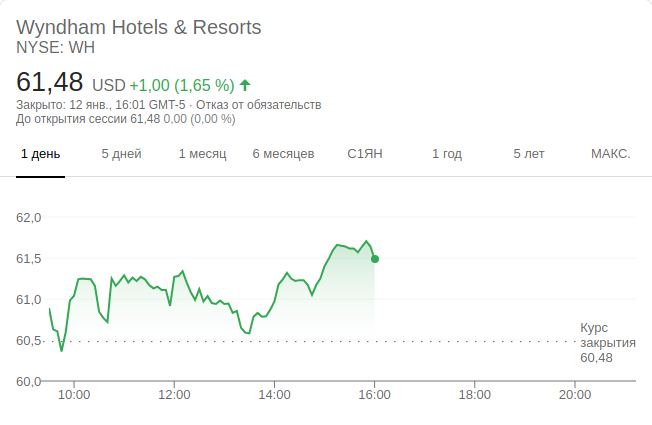 Wyndham Hotels & Resorts
NYSE: WH
61,48 USD +1,00 (1,65 %)
Закрыто: 12 янв., 16:01 GMT-5 · Отказ от обязательств
До открытия сессии 61,48 0,00 (0,00 %)
1 день 5 дней 1 месяц 6 месяцев С1ЯН 1 год 5 лет МАКС.
62,0
61,5
61,0
60,5
60,0
Курс
закрытия
60,48
10:00 12:00 14:00 16:00 18:00 20:00